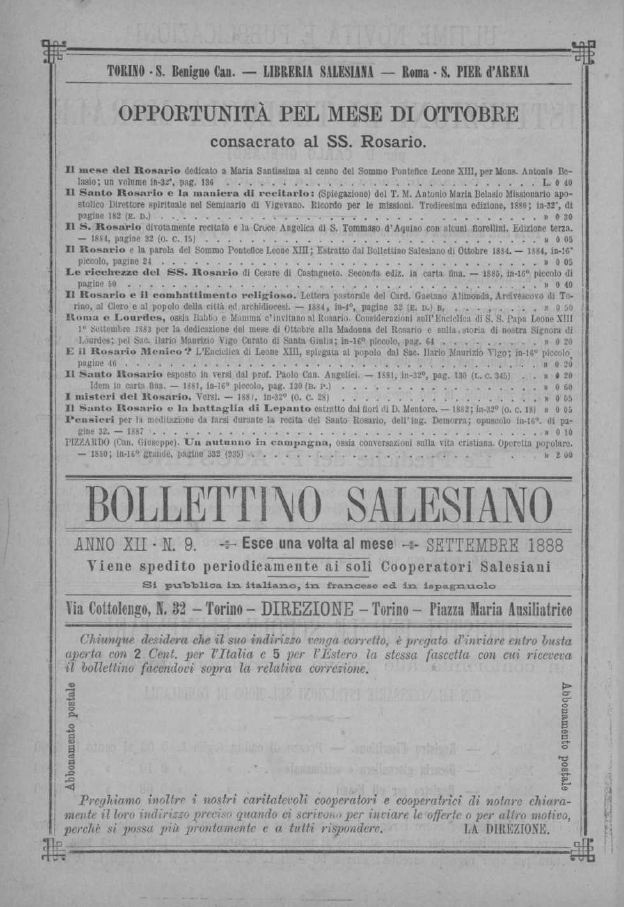 TORINO - S. Benigno Can. — LIBRERIA SALESIANA — Roma - S. PIER d'ARENA
OPPORTUNITÀ PEL MESE DI OTTOBRE
consacrato al SS. Rosario.
Il mese del Rosario dedicato a Maria Santissima al cenno del Sommo Pontefice Leone XIII, per Mons. Antonio Be-
lasio; un volume in-32°, pag. 136 . . . . . . . . . . L. 0 40
Il Santo Rosario e la maniera di recitarlo: (Spiegazione) del T. M. Antonio Maria Belasio Missionario apo-
stolico Direttore spirituale nel Seminario di Vigevano. Ricordo per le missioni. Tredicesima edizione, 1880; in-32°, di
pagine 182 (E. D.) . . . . . . . . . . » 0 30
Il S. Rosario divotamente recitato e la Croce Angelica di S. Tommaso d'Aquino con alcuni fiorellini. Edizione terza.
— 1884, pagine 32 (O. C. 15) . . . . . . . . . . » 0 05
Il Rosario e la parola del Sommo Pontefice Leone XIII; Estratto dal Bollettino Salesiano di Ottobre 1884. — 1884, in-16°
piccolo, pagine 24 . . . . . . . . . . » 0 05
Le ricchezze del SS. Rosario di Cesare di Castagneto. Seconda ediz. in carta fina. — 1885, in-16° piccolo di
pagine 50 . . . . . . . . . . » 0 40
Il Rosario e il combattimento religioso. Lettera pastorale del Card. Gaetano Alimonda, Arcivescovo di To-
rino, al Clero e al popolo della città ed archidiocesi. — 1884, in-4°, pagine 32 (E. D.) B, . . . . . » 0 50
Roma e Lourdes, ossia Babbo e Mamma c'invitano al Rosario. Considerazioni sull'Enciclica di S. S. Papa Leone XIII
1° Settembre 1883 per la dedicazione del mese di Ottobre alla Madonna del Rosario e sulla storia di nostra Signora di
Lourdes; pel Sac. Ilario Maurizio Vigo Curato di Santa Giulia; in-16° piccolo, pag. 64 . . . . . » 0 20
E il Rosario Menico? L'Enciclica di Leone XIII, spiegata al popolo dal Sac. Ilario Maurizio Vigo; in-16° piccolo
pagine 46 . . . . . . . . . . » 0 20
Il Santo Rosario esposto in versi dal prof. Paolo Can. Angelici. — 1881, in-32°, pag. 130 (L. C. 345) . . » 0 20
Idem in carta fina. — 1881, in-16° piccolo, pag. 130 (B. P.) . . . . . » 0 60
I misteri del Rosario. Versi. — 1881, in-32° (O. C. 28) . . . . . » 0 05
Il Santo Rosario e la battaglia di Lepanto estratto dai fiori di D. Mentore. — 1882; in-32° (O. C. 18) » 0 05
Pensieri per la meditazione da farsi durante la recita del Santo Rosario, dell'ing. Demorra; opuscolo in-16°. di pa-
gine 32. — 1887 . . . . . . . . . . » 0 10
PIZZARDO (Can. Giuseppe). Un autunno in campagna, ossia conversazioni sulla vita cristiana. Operetta popolare.
— 1880; in-16° grande, pagine 332 (235) . . . . . . . . . . » 2 00
BOLLETTINO SALESIANO
ANNO XII - N. 9. Esce una volta al mese SETTEMBRE 1888
Viene spedito periodicamente ai soli Cooperatori Salesiani
Si pubblica in italiano, in francese ed in ispagnuolo
Via Cottolengo, N. 32 — Torino — DIREZIONE — Torino — Piazza Maria Ausiliatrice
Chiunque desidera che il suo indirizzo venga corretto, è pregato d'inviare entro busta
aperta con 2 Cent. per l'Italia e 5 per l'Estero la stessa fascetta con cui riceveva
il bollettino facendovi sopra la relativa correzione.
Abbonamento postale
Abbonamento postale
Preghiamo inoltre i nostri caritatevoli cooperatori e cooperatrici di notare chiara-
mente il loro indirizzo preciso quando ci scrivono per inviare le offerte o per altro motivo,
perchè si possa più prontamente e a tutti rispondere. LA DIREZIONE.